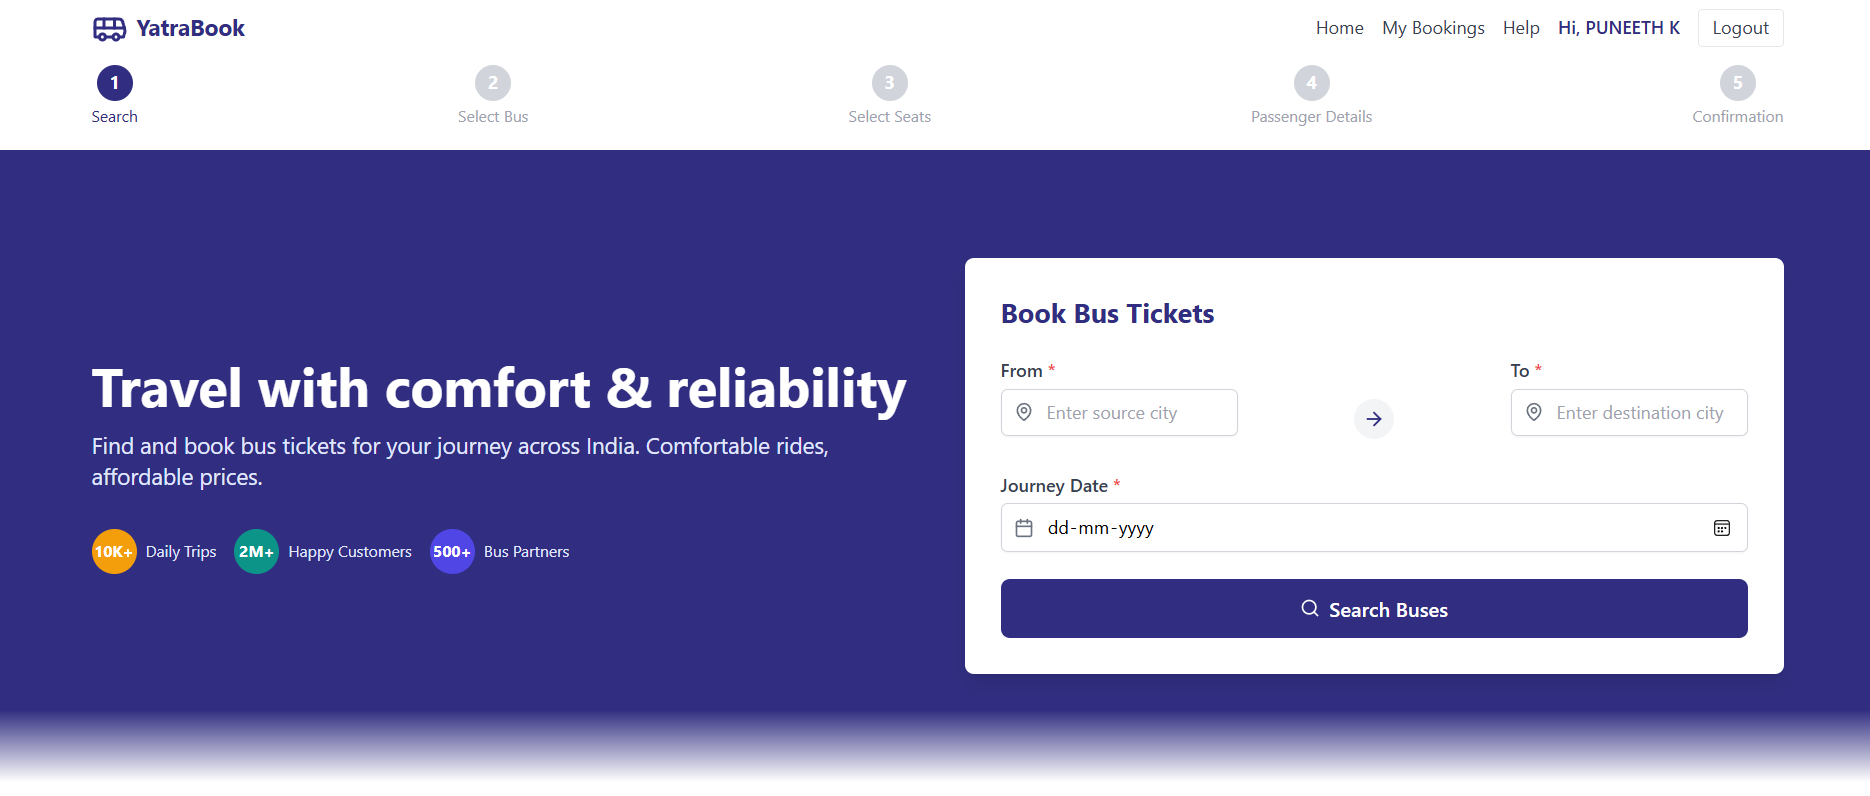 YatraBook
Home My Bookings Help Hi, PUNEETH K Logout
1 2 3 4 5
Search Select Bus Select Seats Passenger Details Confirmation
Travel with comfort & reliability
Find and book bus tickets for your journey across India. Comfortable rides,
affordable prices.
10K+ Daily Trips 2M+ Happy Customers 500+ Bus Partners
Book Bus Tickets
From * To *
Enter source city Enter destination city
Journey Date *
dd-mm-yyyy
Search Buses